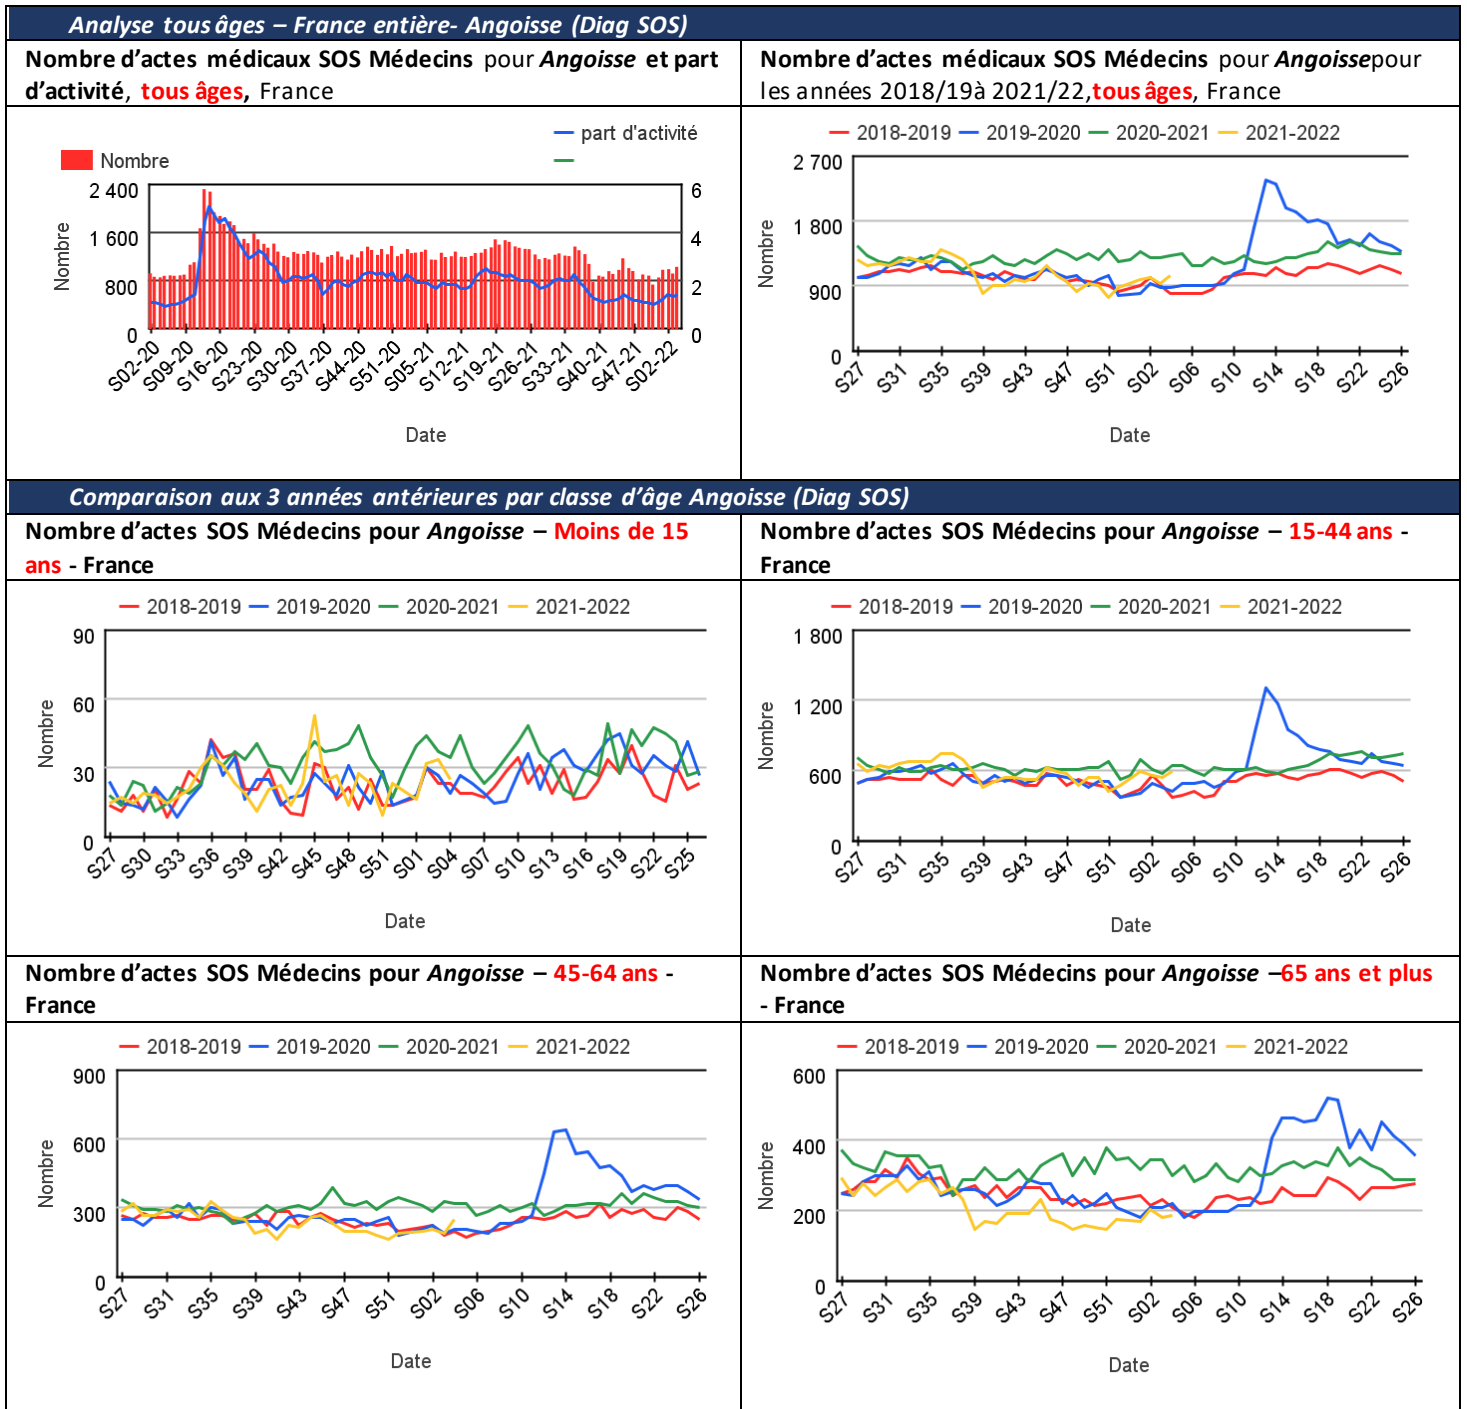 Analyse tous âges – France entière- Angoisse (Diag SOS)
Nombre d'actes médicaux SOS Médecins pour Angoisse et part
d'activité, tous âges, France
Nombre d'actes médicaux SOS Médecins pour Angoissepour
les années 2018/19à 2021/22,tous âges, France
part d'activité
Nombre
2 400
1 600
800
0
6
4
2
0
Nombre
S02-20
S09-20
S16-20
S23-20
S30-20
S37-20
S44-20
S51-20
S05-21
S12-21
S19-21
S26-21
S33-21
S40-21
S47-21
S02-22
Date
2018-2019 2019-2020 2020-2021 2021-2022
2 700
1 800
900
0
Nombre
S27
S31
S35
S39
S43
S47
S51
S02
S06
S10
S14
S18
S22
S26
Date
Comparaison aux 3 années antérieures par classe d'âge Angoisse (Diag SOS)
Nombre d'actes SOS Médecins pour Angoisse – Moins de 15
ans - France
Nombre d'actes SOS Médecins pour Angoisse – 15-44 ans -
France
2018-2019 2019-2020 2020-2021 2021-2022
90
60
30
0
Nombre
S27
S30
S33
S36
S39
S42
S45
S48
S51
S01
S04
S07
S10
S13
S16
S19
S22
S25
Date
2018-2019 2019-2020 2020-2021 2021-2022
1 800
1 200
600
0
Nombre
S27
S31
S35
S39
S43
S47
S51
S02
S06
S10
S14
S18
S22
S26
Date
Nombre d'actes SOS Médecins pour Angoisse – 45-64 ans -
France
Nombre d'actes SOS Médecins pour Angoisse –65 ans et plus
- France
2018-2019 2019-2020 2020-2021 2021-2022
900
600
300
0
Nombre
S27
S31
S35
S39
S43
S47
S51
S02
S06
S10
S14
S18
S22
S26
Date
2018-2019 2019-2020 2020-2021 2021-2022
600
400
200
0
Nombre
S27
S31
S35
S39
S43
S47
S51
S02
S06
S10
S14
S18
S22
S26
Date